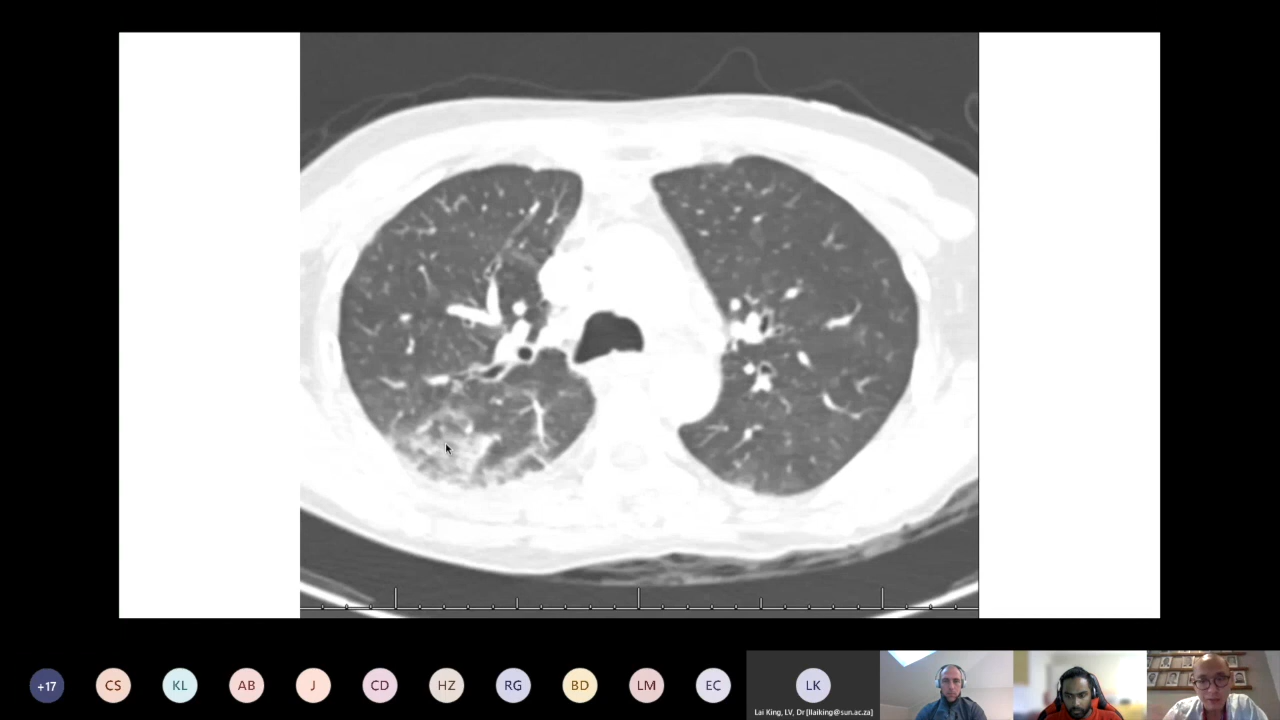 +17
CS
KL
AB
J
CD
HZ
RG
BD
LM
EC
LK
Lai King, LV, Dr [llaiking@sun.ac.za]